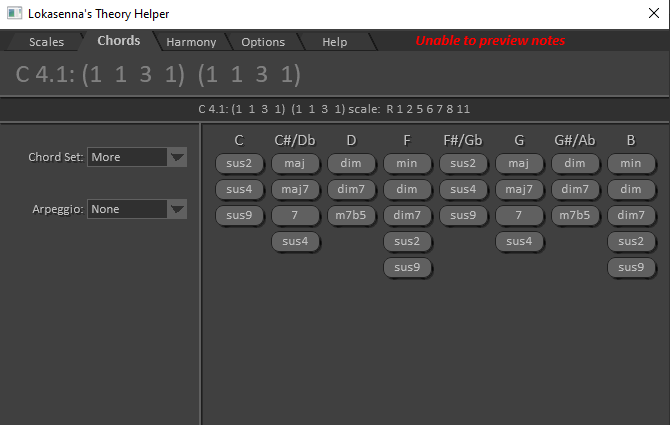 Lokasenna's Theory Helper
Scales Chords Harmony Options Help Unable to preview notes
C 4.1: (1 1 3 1) (1 1 3 1)
C 4.1: (1 1 3 1) (1 1 3 1) scale: R 1 2 5 6 7 8 11
Chord Set: More
Arpeggio: None
C C#/Db D F F#/Gb G G#/Ab B
sus2 maj dim min sus2 maj dim min
sus4 maj7 dim7 dim sus4 maj7 dim7 dim
sus9 7 m7b5 dim7 sus9 7 m7b5 dim7
sus4 sus2 sus4 sus2
sus9 sus9